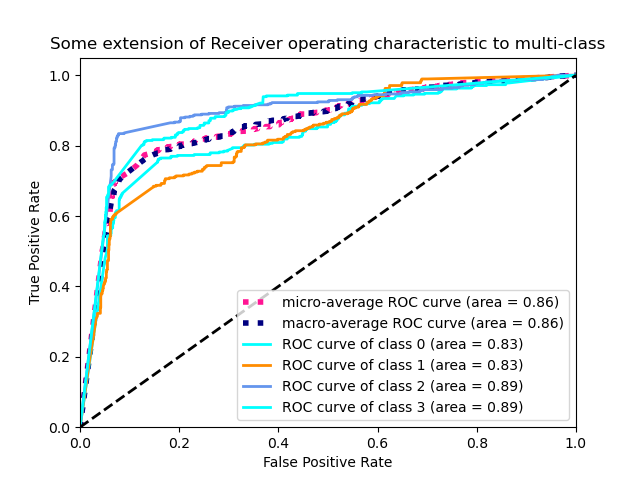 Some extension of Receiver operating characteristic to multi-class
1.0
0.8
0.6
0.4
0.2
0.0
True Positive Rate
micro-average ROC curve (area = 0.86)
macro-average ROC curve (area = 0.86)
ROC curve of class 0 (area = 0.83)
ROC curve of class 1 (area = 0.83)
ROC curve of class 2 (area = 0.89)
ROC curve of class 3 (area = 0.89)
0.0 0.2 0.4 0.6 0.8 1.0
False Positive Rate